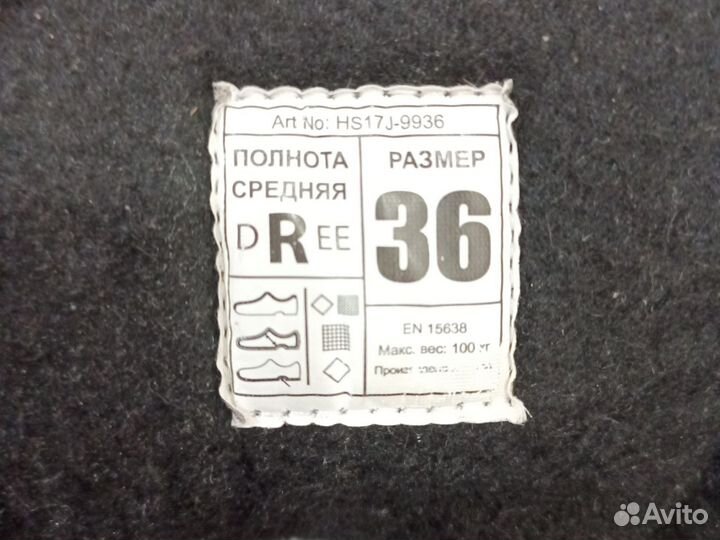 Art No: HS17J-9936
ПОЛНОТА
СРЕДНЯЯ
D R EE
РАЗМЕР
36
EN 15638
Макс. вес: 100 кг
Avito